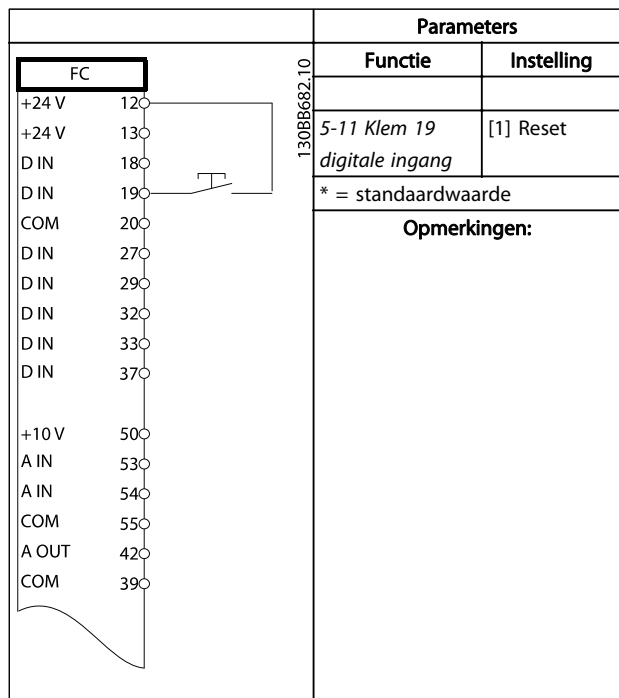 FC
+24 V 12
+24 V 13
D IN 18
D IN 19
COM 20
D IN 27
D IN 29
D IN 32
D IN 33
D IN 37
+10 V 50
A IN 53
A IN 54
COM 55
A OUT 42
COM 39
130BB682.10
Parameters
Functie Instelling
5-11 Klem 19 [1] Reset
digitale ingang
* = standaardwaarde
Opmerkingen: